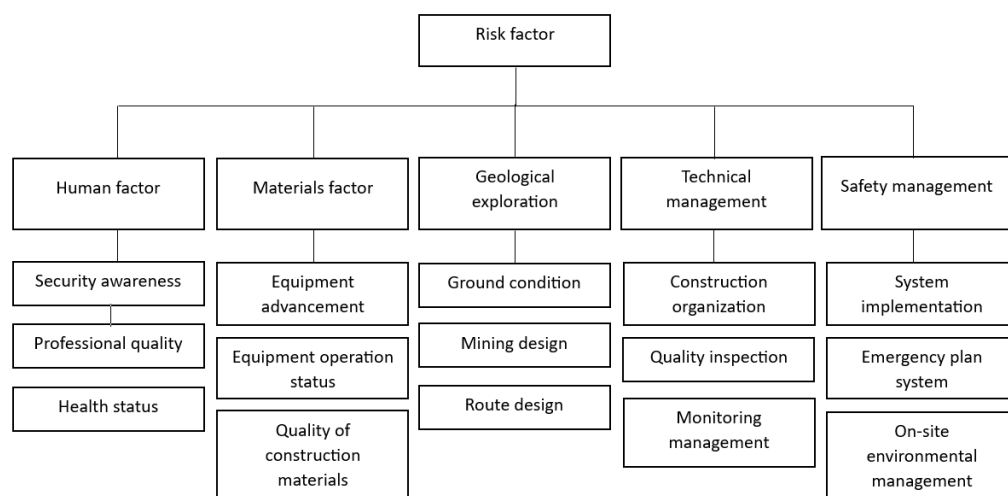 Risk factor
Human factor
Materials factor
Geological
exploration
Technical
management
Safety management
Security awareness
Professional quality
Health status
Equipment
advancement
Equipment operation
status
Quality of
construction
materials
Ground condition
Mining design
Route design
Construction
organization
Quality inspection
Monitoring
management
System
implementation
Emergency plan
system
On-site
environmental
management